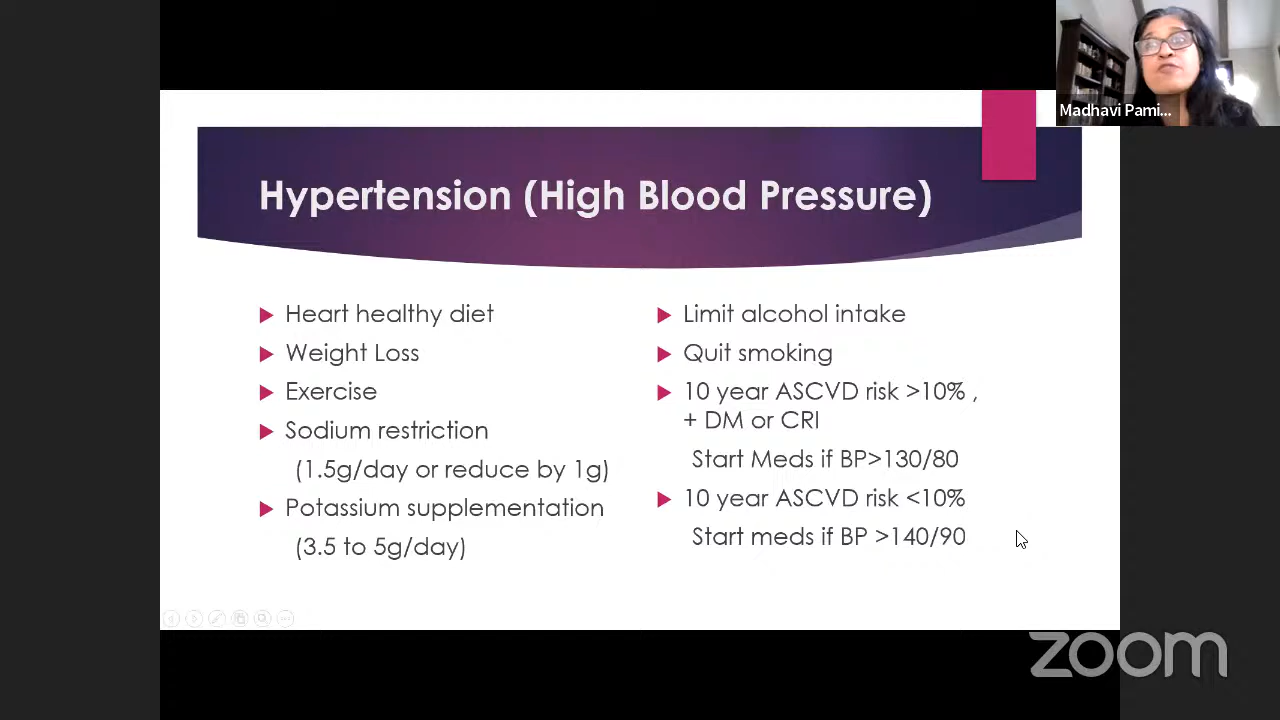 Madhavi Pami...
Hypertension (High Blood Pressure)
Heart healthy diet
Weight Loss
Exercise
Sodium restriction
(1.5g/day or reduce by 1g)
Potassium supplementation
(3.5 to 5g/day)
Limit alcohol intake
Quit smoking
10 year ASCVD risk >10% ,
+ DM or CRI
Start Meds if BP>130/80
10 year ASCVD risk <10%
Start meds if BP >140/90
zoom